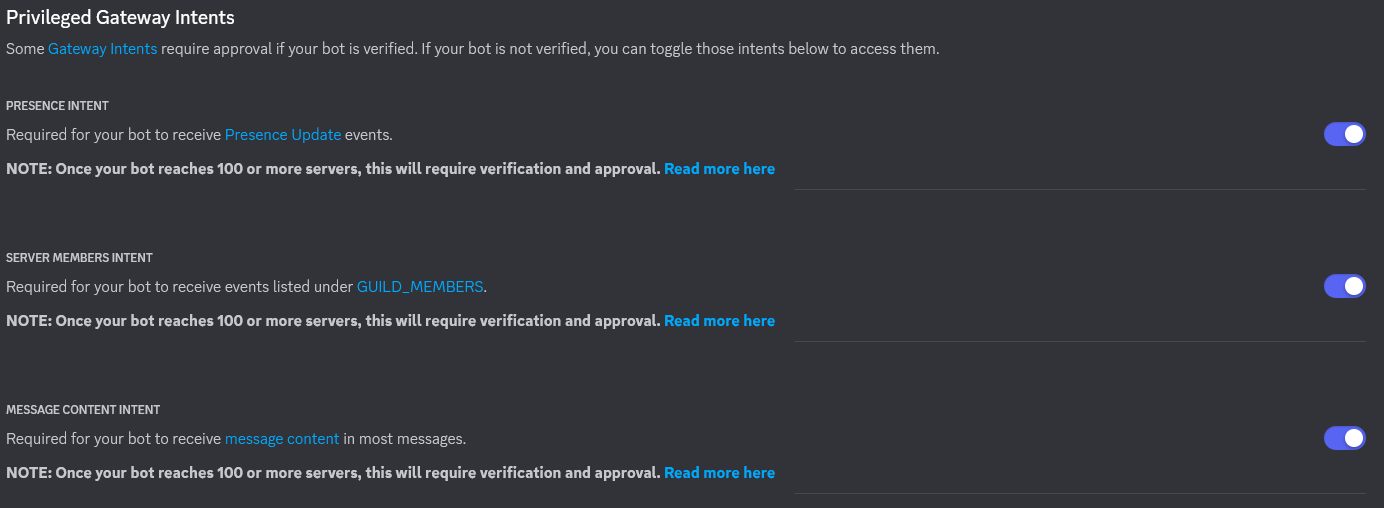 Privileged Gateway Intents
Some Gateway Intents require approval if your bot is verified. If your bot is not verified, you can toggle those intents below to access them.
PRESENCE INTENT
Required for your bot to receive Presence Update events.
NOTE: Once your bot reaches 100 or more servers, this will require verification and approval. Read more here
SERVER MEMBERS INTENT
Required for your bot to receive events listed under GUILD_MEMBERS.
NOTE: Once your bot reaches 100 or more servers, this will require verification and approval. Read more here
MESSAGE CONTENT INTENT
Required for your bot to receive message content in most messages.
NOTE: Once your bot reaches 100 or more servers, this will require verification and approval. Read more here